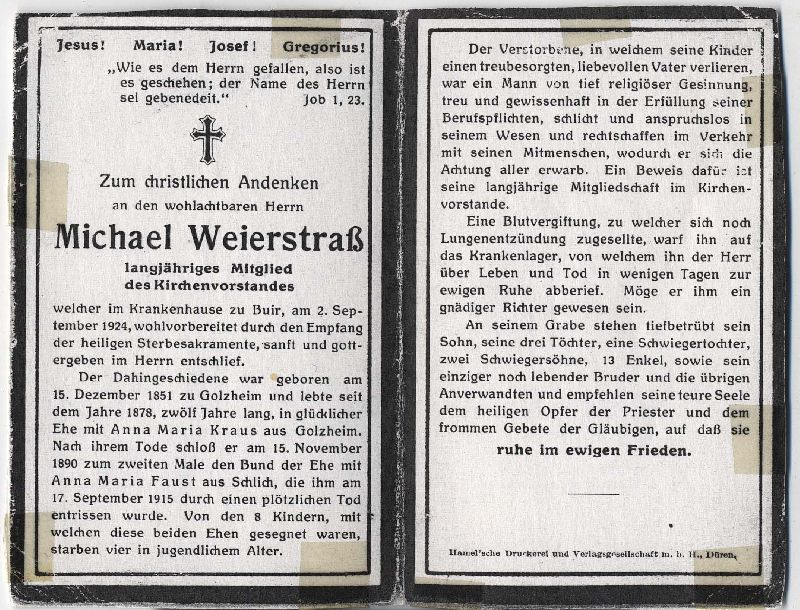 Jesus! Maria! Josef! Gregorius!
„Wie es dem Herrn gefallen, also ist
es geschehen; der Name des Herrn
sei gebenedeit.“ Job 1, 23.
Zum christlichen Andenken
an den wohlachtbaren Herrn
Michael Weierstraß
langjähriges Mitglied
des Kirchenvorstandes
welcher im Krankenhause zu Buir, am 2. Sep-
tember 1924, wohlvorbereitet durch den Empfang
der heiligen Sterbesakramente, sanft und gott-
ergeben im Herrn entschlief.
Der Dahingeschiedene war geboren am
15. Dezember 1851 zu Golzheim und lebte seit
dem Jahre 1878, zwölf Jahre lang, in glücklicher
Ehe mit Anna Maria Kraus aus Golzheim.
Nach ihrem Tode schloß er am 15. November
1890 zum zweiten Male den Bund der Ehe mit
Anna Maria Faust aus Schlich, die ihm am
17. September 1915 durch einen plötzlichen Tod
entrissen wurde. Von den 8 Kindern, mit
welchen diese beiden Ehen gesegnet waren,
starben vier in jugendlichem Alter.
Der Verstorbene, in welchem seine Kinder
einen treubesorgten, liebevollen Vater verlieren,
war ein Mann von tief religiöser Gesinnung,
treu und gewissenhaft in der Erfüllung seiner
Berufspflichten, schlicht und anspruchslos in
seinem Wesen und rechtschaffen im Verkehr
mit seinen Mitmenschen, wodurch er sich die
Achtung aller erwarb. Ein Beweis dafür ist
seine langjährige Mitgliedschaft im Kirchen-
vorstande.
Eine Blutvergiftung, zu welcher sich noch
Lungenentzündung zugesellte, warf ihn auf
das Krankenlager, von welchem ihn der Herr
über Leben und Tod in wenigen Tagen zur
ewigen Ruhe abberief. Möge er ihm ein
gnädiger Richter gewesen sein.
An seinem Grabe stehen tiefbetrübt sein
Sohn, seine drei Töchter, eine Schwiegertochter,
zwei Schwiegersöhne, 13 Enkel, sowie sein
einziger noch lebender Bruder und die übrigen
Anverwandten und empfehlen seine teure Seele
dem heiligen Opfer der Priester und dem
frommen Gebete der Gläubigen, auf daß sie
ruhe im ewigen Frieden.
Hamel'sche Druckerei und Verlagsgesellschaft m. b. H., Düren.